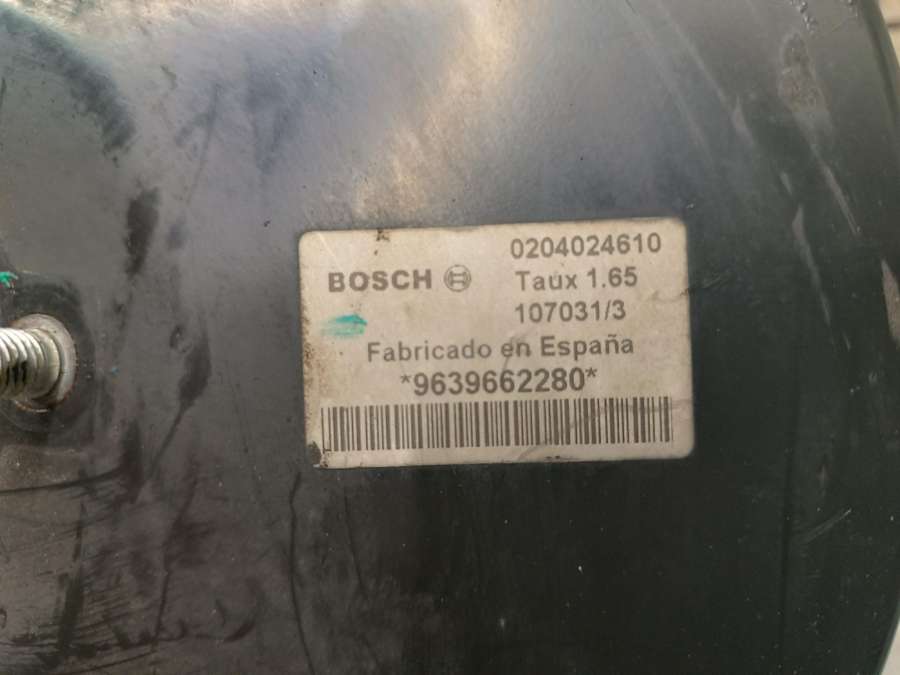 0204024610
BOSCH Taux 1.65
107031/3
Fabricado en España
*9639662280*